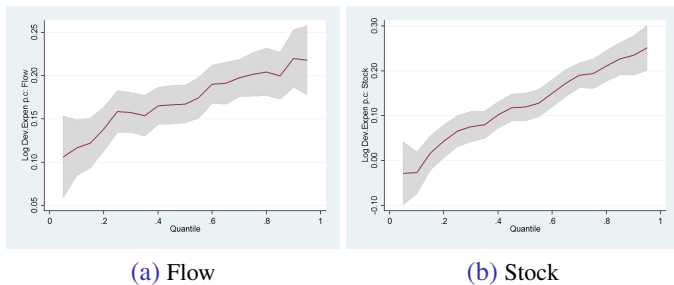 Log Dev.Expen p.c: Flow
0.25
0.20
0.15
0.10
0.05
0 .2 .4 .6 .8 1
Quantile
(a) Flow
Log Dev.Expen p.c: Stock
0.30
0.20
0.10
0.00
-0.10
0 .2 .4 .6 .8 1
Quantile
(b) Stock